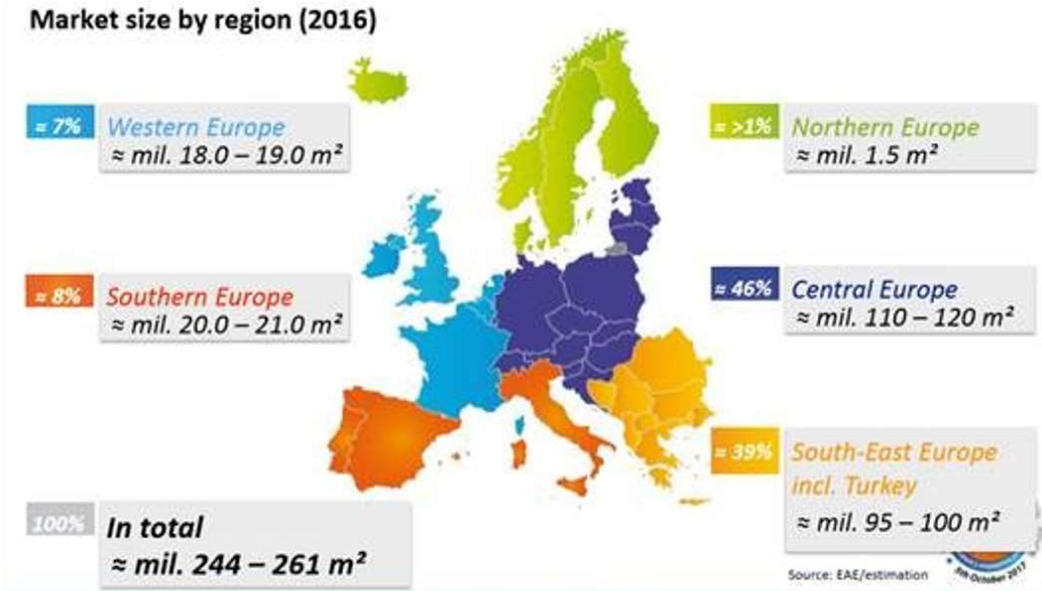 Market size by region (2016)
≈ 7%
Western Europe
≈ mil. 18.0 – 19.0 m²
≈ >1%
Northern Europe
≈ mil. 1.5 m²
≈ 8%
Southern Europe
≈ mil. 20.0 – 21.0 m²
≈ 46%
Central Europe
≈ mil. 110 – 120 m²
≈ 39%
South-East Europe
incl. Turkey
≈ mil. 95 – 100 m²
100%
In total
≈ mil. 244 – 261 m²
Source: EAE/estimation
5th October 2017